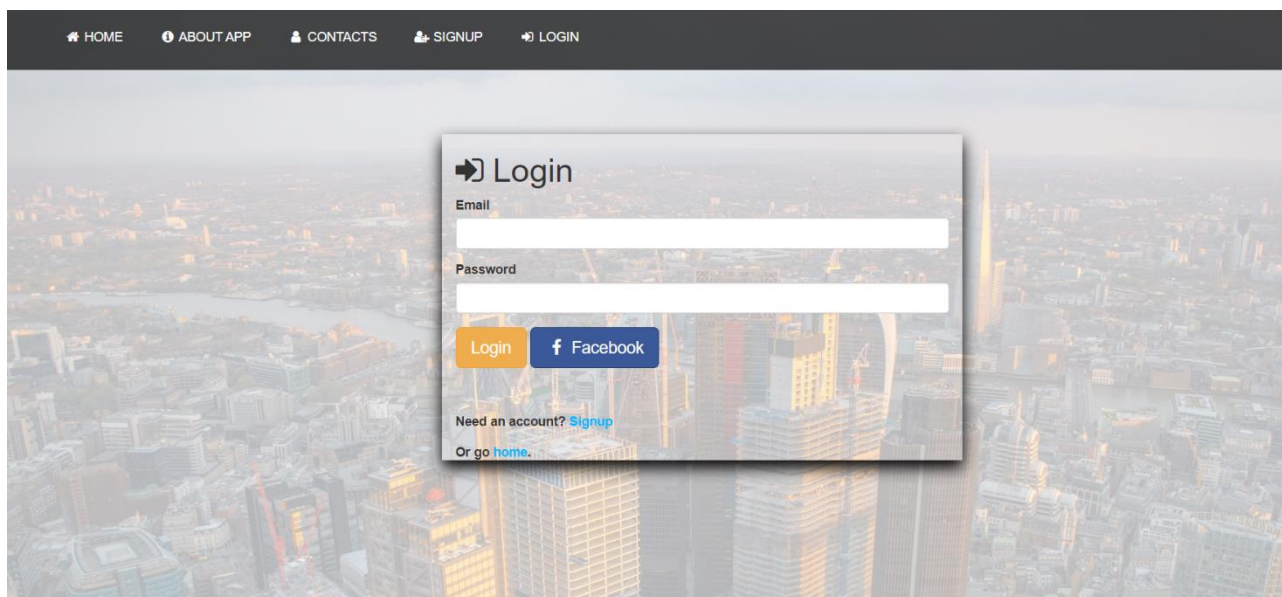 HOME ABOUT APP CONTACTS SIGNUP LOGIN
Login
Email
Password
Login Facebook
Need an account? Signup
Or go home.